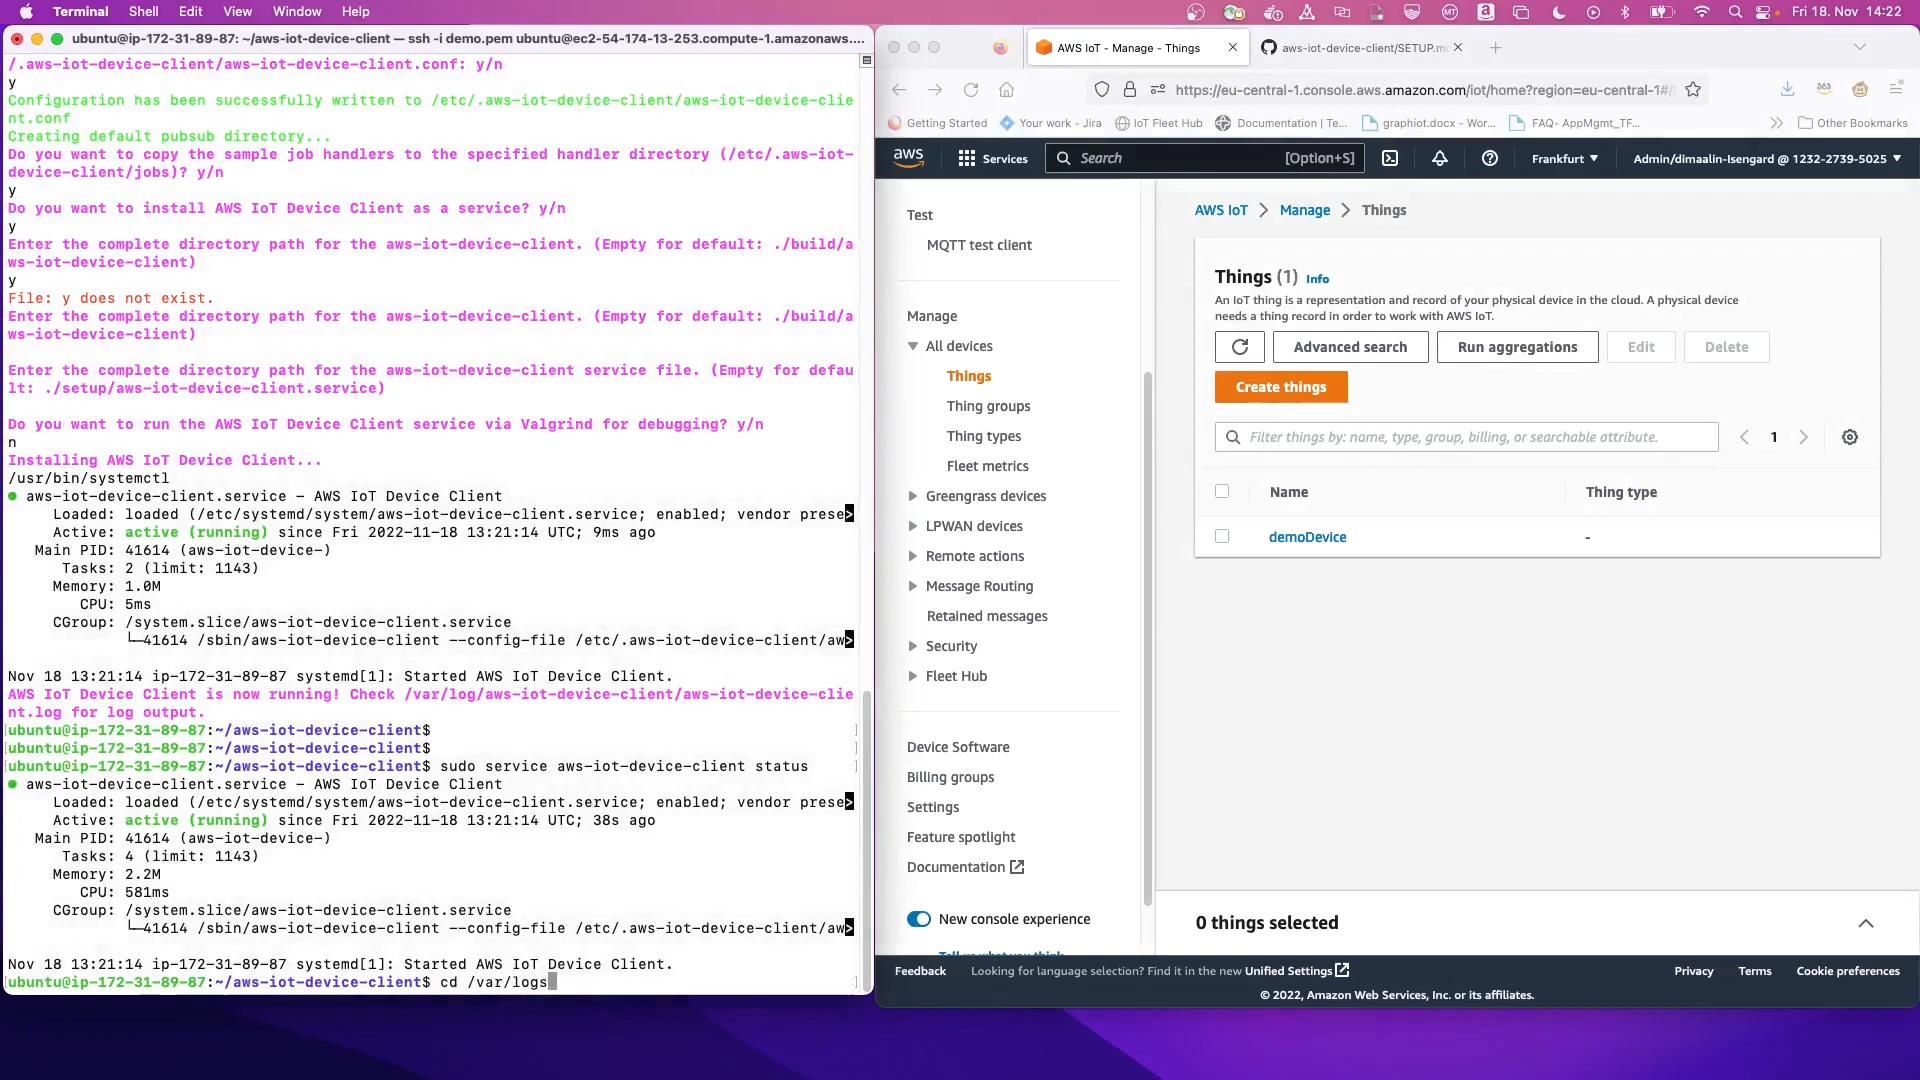 Terminal Shell Edit View Window Help Fri 18. Nov 14:22
ubuntu@ip-172-31-89-87: ~/aws-iot-device-client — ssh -i demo.pem ubuntu@ec2-54-174-13-253.compute-1.amazonaws....
/.aws-iot-device-client/aws-iot-device-client.conf: y/n
y
Configuration has been successfully written to /etc/.aws-iot-device-client/aws-iot-device-clie
nt.conf
Creating default pubsub directory...
Do you want to copy the sample job handlers to the specified handler directory (/etc/.aws-iot-
device-client/jobs)? y/n
y
Do you want to install AWS IoT Device Client as a service? y/n
y
Enter the complete directory path for the aws-iot-device-client. (Empty for default: ./build/a
ws-iot-device-client)
y
File: y does not exist.
Enter the complete directory path for the aws-iot-device-client. (Empty for default: ./build/a
ws-iot-device-client)
Enter the complete directory path for the aws-iot-device-client service file. (Empty for defau
lt: ./setup/aws-iot-device-client.service)
Do you want to run the AWS IoT Device Client service via Valgrind for debugging? y/n
n
Installing AWS IoT Device Client...
/usr/bin/systemctl
● aws-iot-device-client.service - AWS IoT Device Client
Loaded: loaded (/etc/systemd/system/aws-iot-device-client.service; enabled; vendor prese>
Active: active (running) since Fri 2022-11-18 13:21:14 UTC; 9ms ago
Main PID: 41614 (aws-iot-device-)
Tasks: 2 (limit: 1143)
Memory: 1.0M
CPU: 5ms
CGroup: /system.slice/aws-iot-device-client.service
└─41614 /sbin/aws-iot-device-client --config-file /etc/.aws-iot-device-client/aw>
Nov 18 13:21:14 ip-172-31-89-87 systemd[1]: Started AWS IoT Device Client.
AWS IoT Device Client is now running! Check /var/log/aws-iot-device-client/aws-iot-device-clie
nt.log for log output.
[ubuntu@ip-172-31-89-87:~/aws-iot-device-client$ ]
[ubuntu@ip-172-31-89-87:~/aws-iot-device-client$ ]
[ubuntu@ip-172-31-89-87:~/aws-iot-device-client$ sudo service aws-iot-device-client status ]
● aws-iot-device-client.service - AWS IoT Device Client
Loaded: loaded (/etc/systemd/system/aws-iot-device-client.service; enabled; vendor prese>
Active: active (running) since Fri 2022-11-18 13:21:14 UTC; 38s ago
Main PID: 41614 (aws-iot-device-)
Tasks: 4 (limit: 1143)
Memory: 2.2M
CPU: 581ms
CGroup: /system.slice/aws-iot-device-client.service
└─41614 /sbin/aws-iot-device-client --config-file /etc/.aws-iot-device-client/aw>
Nov 18 13:21:14 ip-172-31-89-87 systemd[1]: Started AWS IoT Device Client.
[ubuntu@ip-172-31-89-87:~/aws-iot-device-client$ cd /var/logs ]
AWS IoT - Manage - Things aws-iot-device-client/SETUP.m
https://eu-central-1.console.aws.amazon.com/iot/home?region=eu-central-1#/
Getting Started Your work - Jira IoT Fleet Hub Documentation | Te... graphiot.docx - Wor... FAQ- AppMgmt_TF... Other Bookmarks
aws Services Search [Option+S] Frankfurt Admin/dimaalin-Isengard @ 1232-2739-5025
Test
MQTT test client
Manage
All devices
Things
Thing groups
Thing types
Fleet metrics
Greengrass devices
LPWAN devices
Remote actions
Message Routing
Retained messages
Security
Fleet Hub
Device Software
Billing groups
Settings
Feature spotlight
Documentation
New console experience
Tell us what you think
AWS IoT > Manage > Things
Things (1) Info
An IoT thing is a representation and record of your physical device in the cloud. A physical device
needs a thing record in order to work with AWS IoT.
Advanced search Run aggregations Edit Delete
Create things
Filter things by: name, type, group, billing, or searchable attribute. 1
Name Thing type
demoDevice -
0 things selected
Feedback Looking for language selection? Find it in the new Unified Settings Privacy Terms Cookie preferences
© 2022, Amazon Web Services, Inc. or its affiliates.